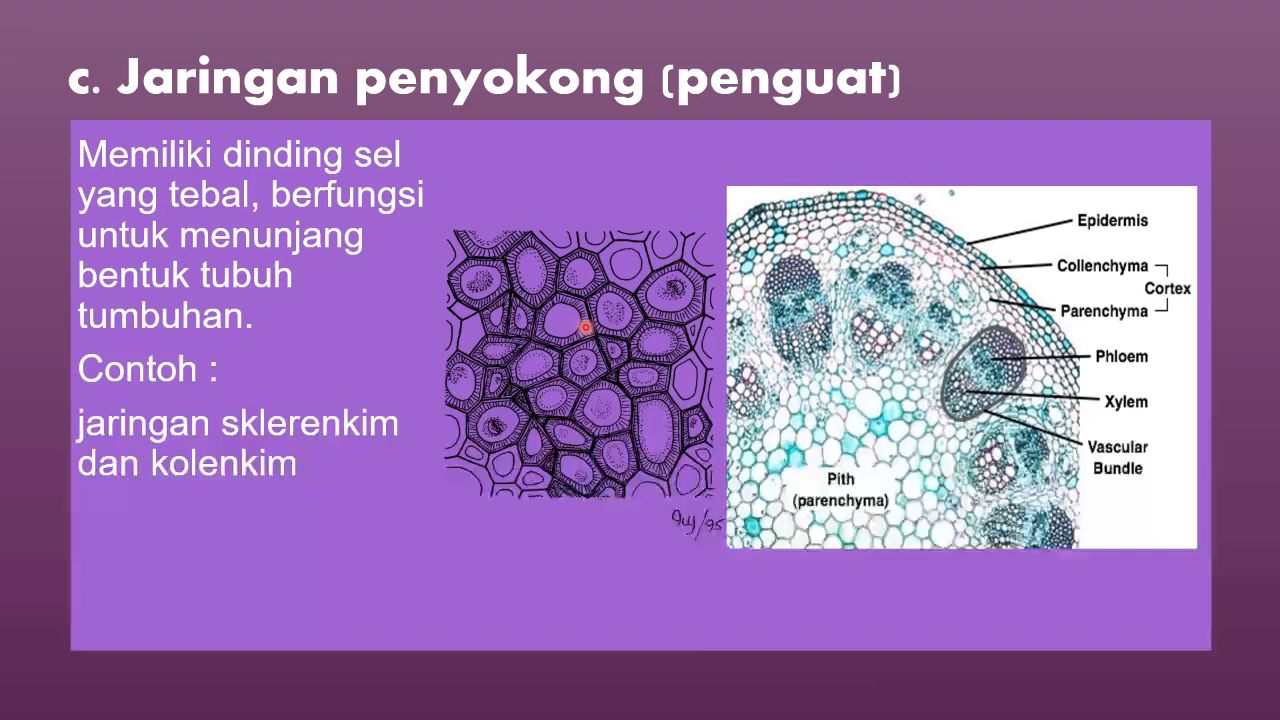 c. Jaringan penyokong (penguat)
Memiliki dinding sel
yang tebal, berfungsi
untuk menunjang
bentuk tubuh
tumbuhan.
Contoh :
jaringan sklerenkim
dan kolenkim
Epidermis
Collenchyma
Cortex
Parenchyma
Phloem
Xylem
Vascular
Bundle
Pith
(parenchyma)